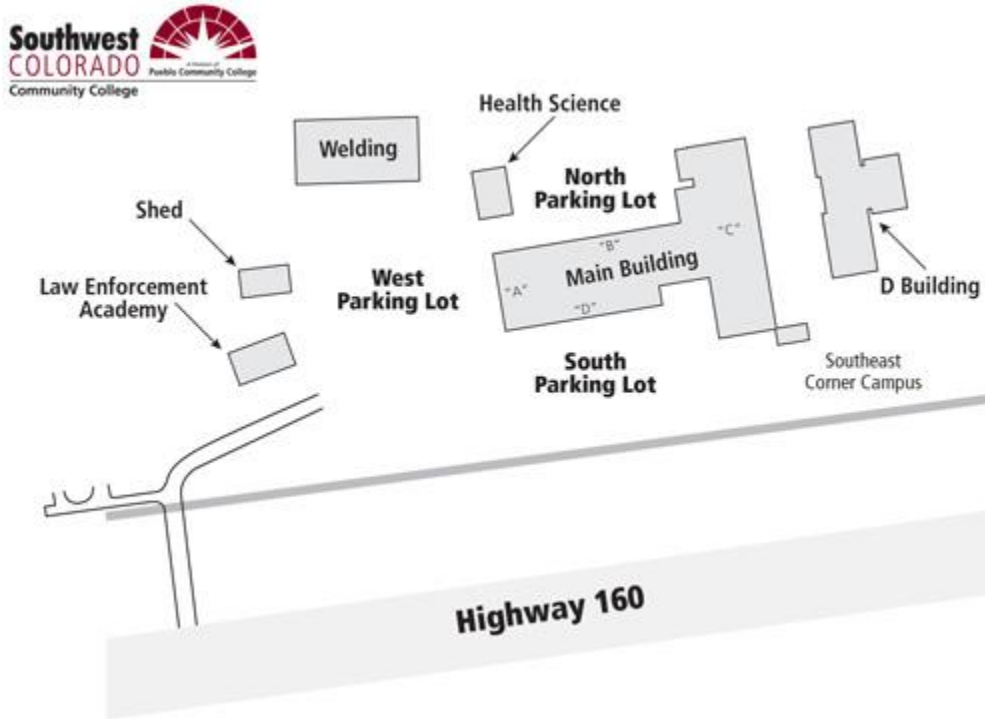 Southwest
COLORADO
Community College
A Division of
Pueblo Community College
Health Science
Welding
North
Parking Lot
Shed
"C"
"B"
Main Building
West
Parking Lot
"A"
"D"
Law Enforcement
Academy
D Building
South
Parking Lot
Southeast
Corner Campus
Highway 160